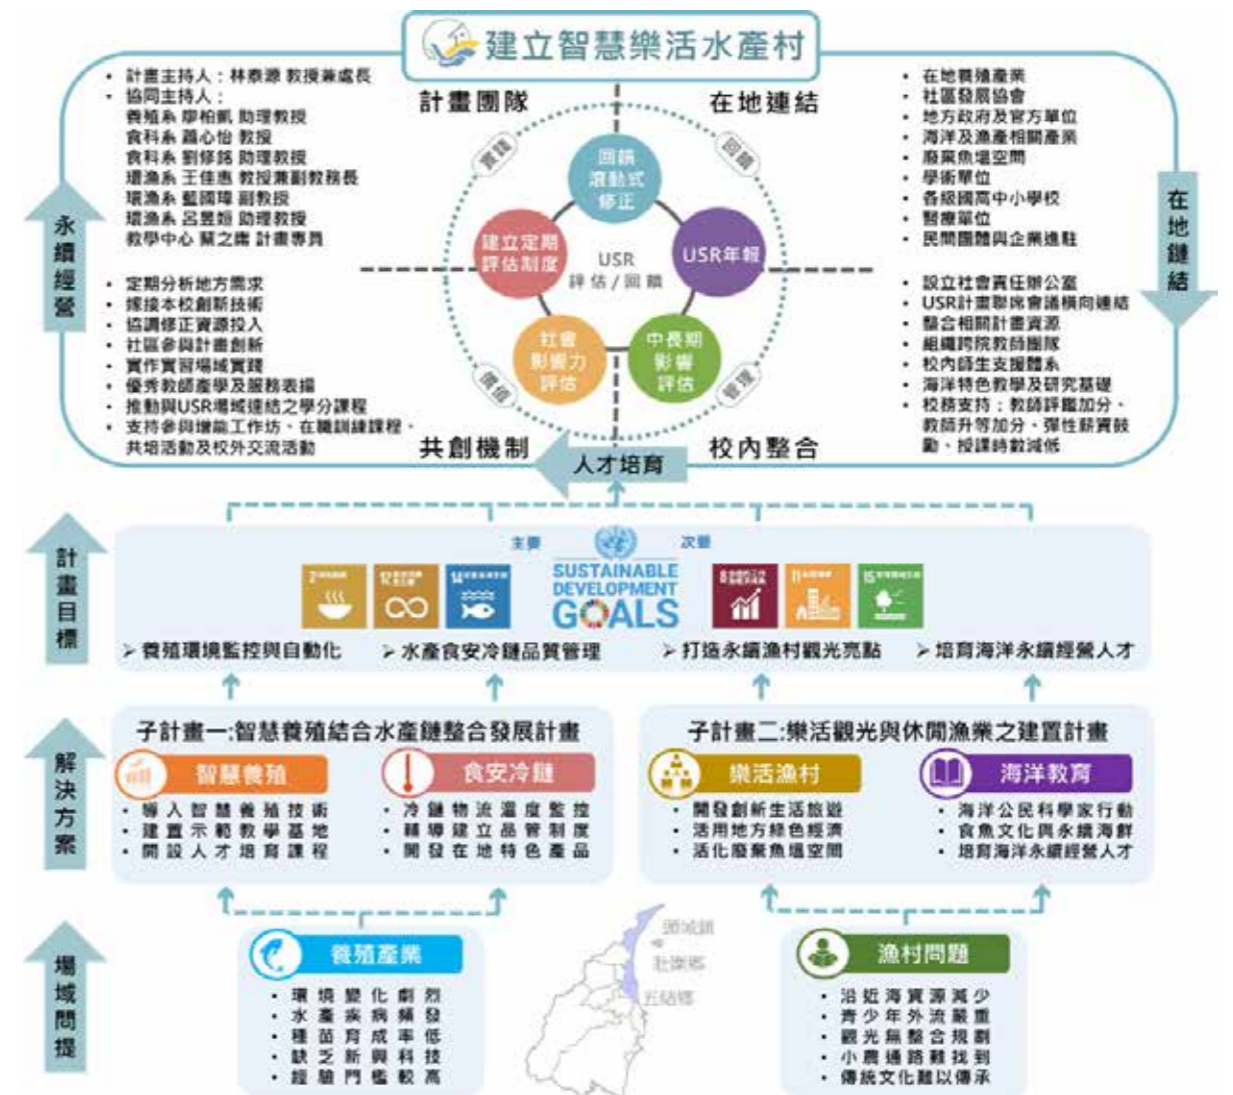 建立智慧樂活水產村
計畫團隊
在地連結
• 計畫主持人：林泰源 教授兼處長
• 協同主持人：
養殖系 廖柏凱 助理教授
食科系 蕭心怡 教授
食科系 劉修銘 助理教授
環漁系 王佳惠 教授兼副教務長
環漁系 藍國瑋 副教授
環漁系 呂昱姮 助理教授
教學中心 蔡之庸 計畫專員
• 在地養殖產業
• 社區發展協會
• 地方政府及官方單位
• 海洋及漁產相關產業
• 廢棄魚塭空間
• 學術單位
• 各級國高中小學校
• 醫療單位
• 民間團體與企業進駐
永續經營
在地鏈結
實踐
回饋
價值
管理
回饋
滾動式
修正
建立定期
評估制度
USR年報
USR
評估/回饋
社會
影響力
評估
中長期
影響
評估
• 定期分析地方需求
• 嫁接本校創新技術
• 協調修正資源投入
• 社區參與計畫創新
• 實作實習場域實踐
• 優秀教師產學及服務表揚
• 推動與USR場域連結之學分課程
• 支持參與增能工作坊、在職訓練課程、
共培活動及校外交流活動
• 設立社會責任辦公室
• USR計畫聯席會議橫向連結
• 整合相關計畫資源
• 組織跨院教師團隊
• 校內師生支援體系
• 海洋特色教學及研究基礎
• 校務支持：教師評鑑加分、
教師升等加分、彈性薪資鼓
勵、授課時數減低
共創機制
校內整合
人才培育
計畫目標
主要
次要
2
12
14
SUSTAINABLE
DEVELOPMENT
GOALS
8
11
15
➢ 養殖環境監控與自動化
➢ 水產食安冷鏈品質管理
➢ 打造永續漁村觀光亮點
➢ 培育海洋永續經營人才
解決方案
子計畫一:智慧養殖結合水產鏈整合發展計畫
智慧養殖
• 導入智慧養殖技術
• 建置示範教學基地
• 開設人才培育課程
食安冷鏈
• 冷鏈物流溫度監控
• 輔導建立品管制度
• 開發在地特色產品
子計畫二:樂活觀光與休閒漁業之建置計畫
樂活漁村
• 開發創新生活旅遊
• 活用地方綠色經濟
• 活化廢棄魚塭空間
海洋教育
• 海洋公民科學家行動
• 食魚文化與永續海鮮
• 培育海洋永續經營人才
場域問提
養殖產業
• 環境變化劇烈
• 水產疾病頻發
• 種苗育成率低
• 缺乏新興科技
• 經驗門檻較高
頭城鎮
壯圍鄉
五結鄉
漁村問題
• 沿近海資源減少
• 青少年外流嚴重
• 觀光無整合規劃
• 小農通路難找到
• 傳統文化難以傳承